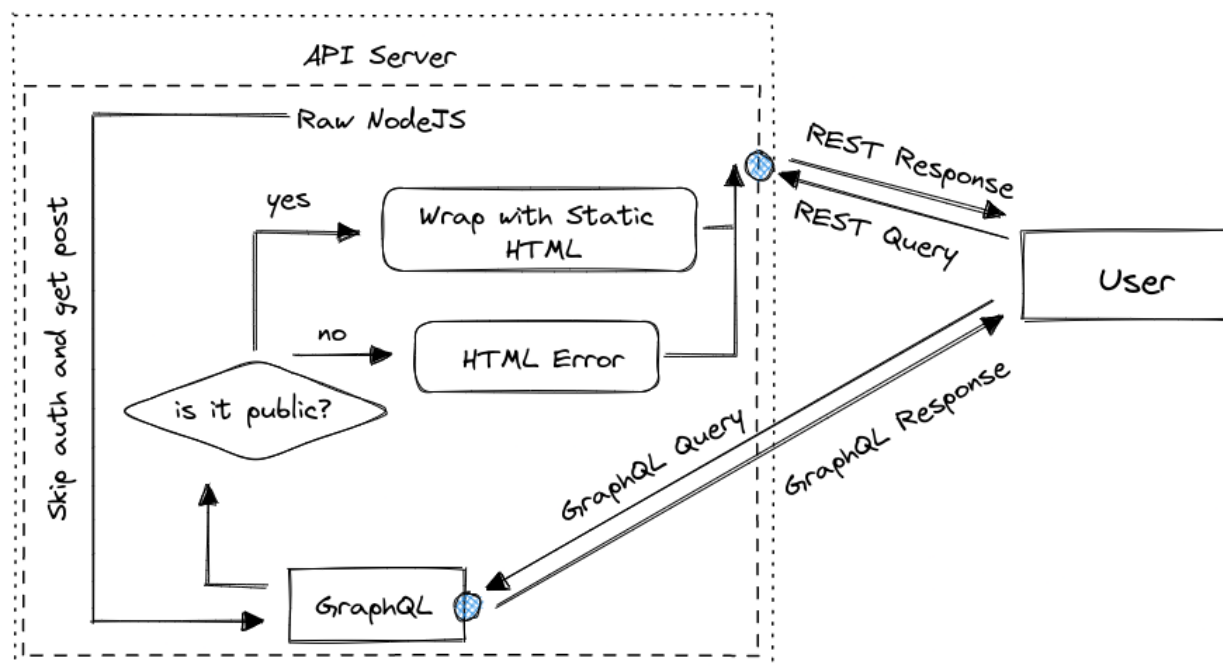 API Server
Raw NodeJS
Skip auth and get post
yes
Wrap with Static
HTML
no
HTML Error
is it public?
GraphQL
REST Response
REST Query
User
GraphQL Query
GraphQL Response